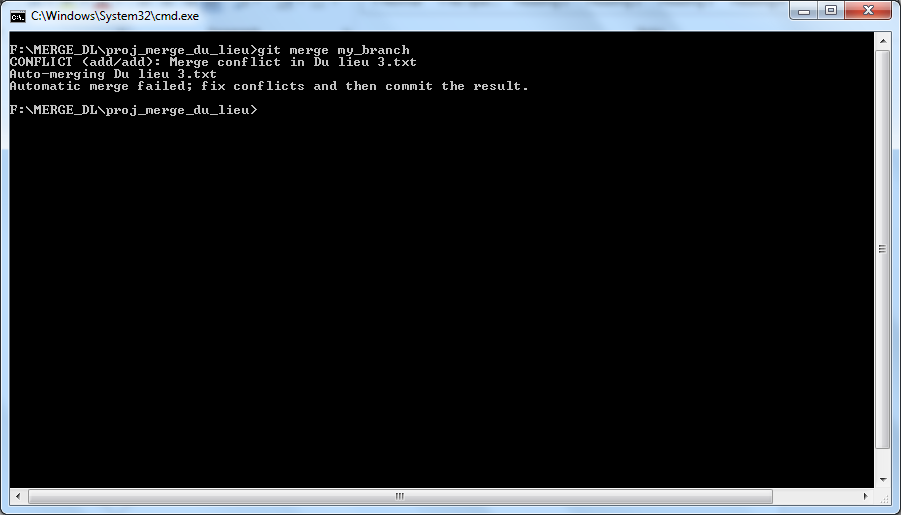 C:\Windows\System32\cmd.exe
F:\MERGE_DL\proj_merge_du_lieu>git merge my_branch
CONFLICT (add/add): Merge conflict in Du lieu 3.txt
Auto-merging Du lieu 3.txt
Automatic merge failed; fix conflicts and then commit the result.
F:\MERGE_DL\proj_merge_du_lieu>